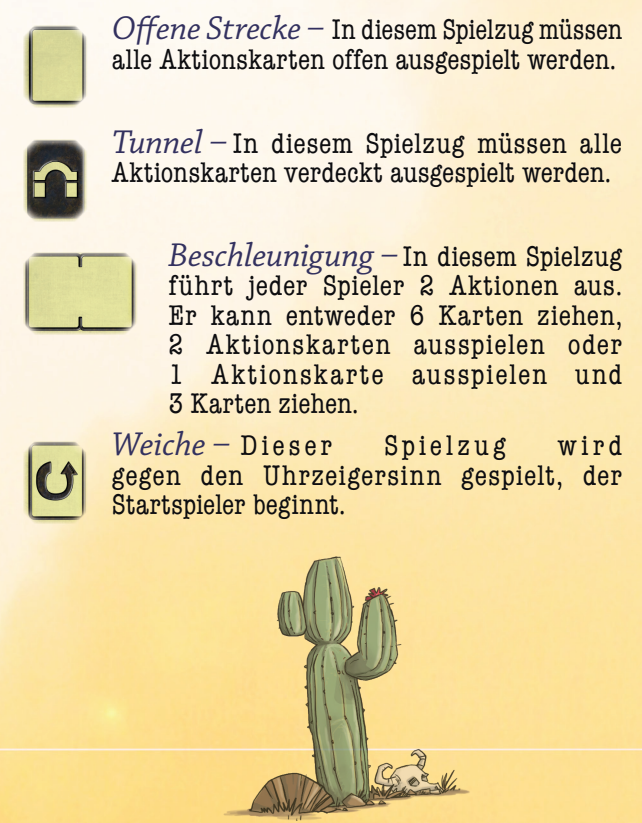 Offene Strecke – In diesem Spielzug müssen
alle Aktionskarten offen ausgespielt werden.
Tunnel – In diesem Spielzug müssen alle
Aktionskarten verdeckt ausgespielt werden.
Beschleunigung – In diesem Spielzug
führt jeder Spieler 2 Aktionen aus.
Er kann entweder 6 Karten ziehen,
2 Aktionskarten ausspielen oder
1 Aktionskarte ausspielen und
3 Karten ziehen.
Weiche – Dieser Spielzug wird
gegen den Uhrzeigersinn gespielt, der
Startspieler beginnt.